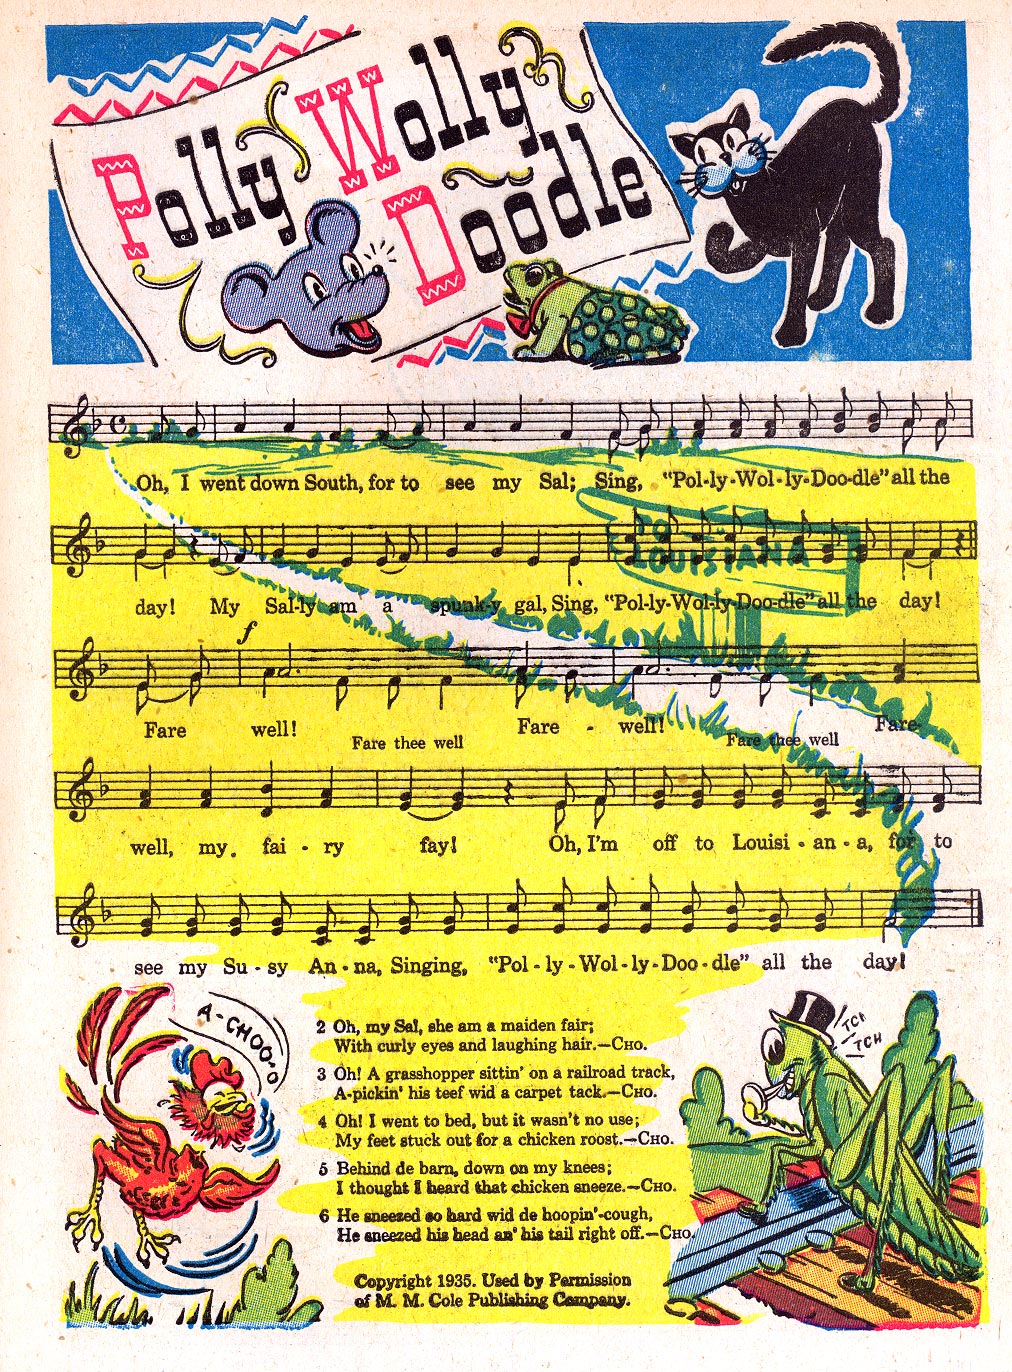 Polly Wolly
Doodle
Oh, I went down South, for to see my Sal; Sing, "Pol-ly-Wol-ly-Doo-dle" all the
TO
LOUISIANA
day! My Sal-ly am a spunk-y gal, Sing, "Pol-ly-Wol-ly-Doo-dle" all the day!
f
Fare well! Fare - well! Fare-
Fare thee well Fare thee well
well, my. fai - ry fay! Oh, I'm off to Louisi - an - a, for to
see my Su - sy An - na, Singing, "Pol - ly - Wol - ly - Doo - dle" all the day!
A-CHOO-O
TCH
TCH
2 Oh, my Sal, she am a maiden fair;
With curly eyes and laughing hair.—CHO.
3 Oh! A grasshopper sittin' on a railroad track,
A-pickin' his teef wid a carpet tack.—CHO.
4 Oh! I went to bed, but it wasn't no use;
My feet stuck out for a chicken roost.—CHO.
5 Behind de barn, down on my knees;
I thought I heard that chicken sneeze.—CHO.
6 He sneezed so hard wid de hoopin'-cough,
He sneezed his head an' his tail right off.—CHO.
Copyright 1935. Used by Permission
of M. M. Cole Publishing Company.